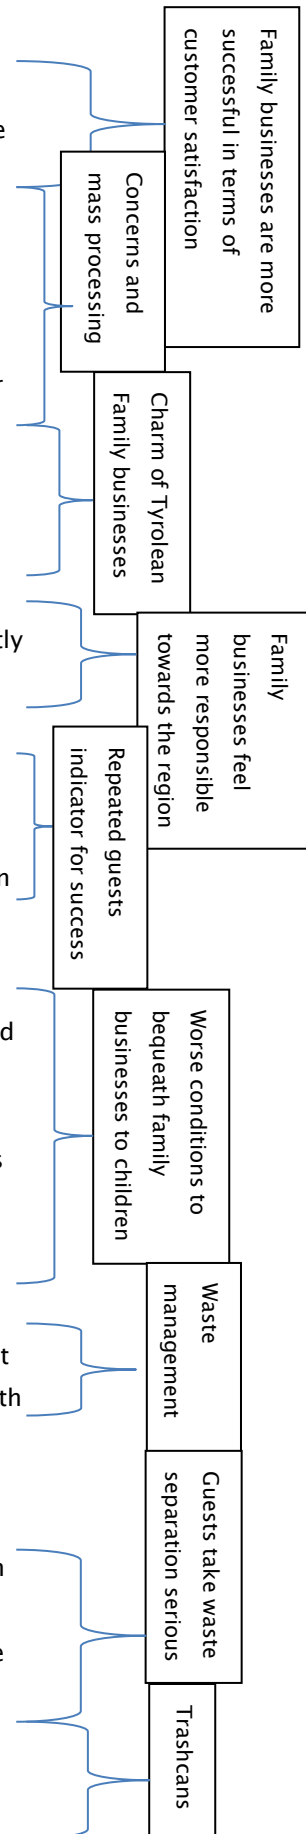 Family businesses are more
successful in terms of
customer satisfaction
Concerns and
mass processing
Charm of Tyrolean
Family businesses
Family
businesses feel
more responsible
towards the region
Repeated guests
indicator for success
Worse conditions to
bequeath family
businesses to children
Waste
management
Guests take waste
separation serious
Trashcans